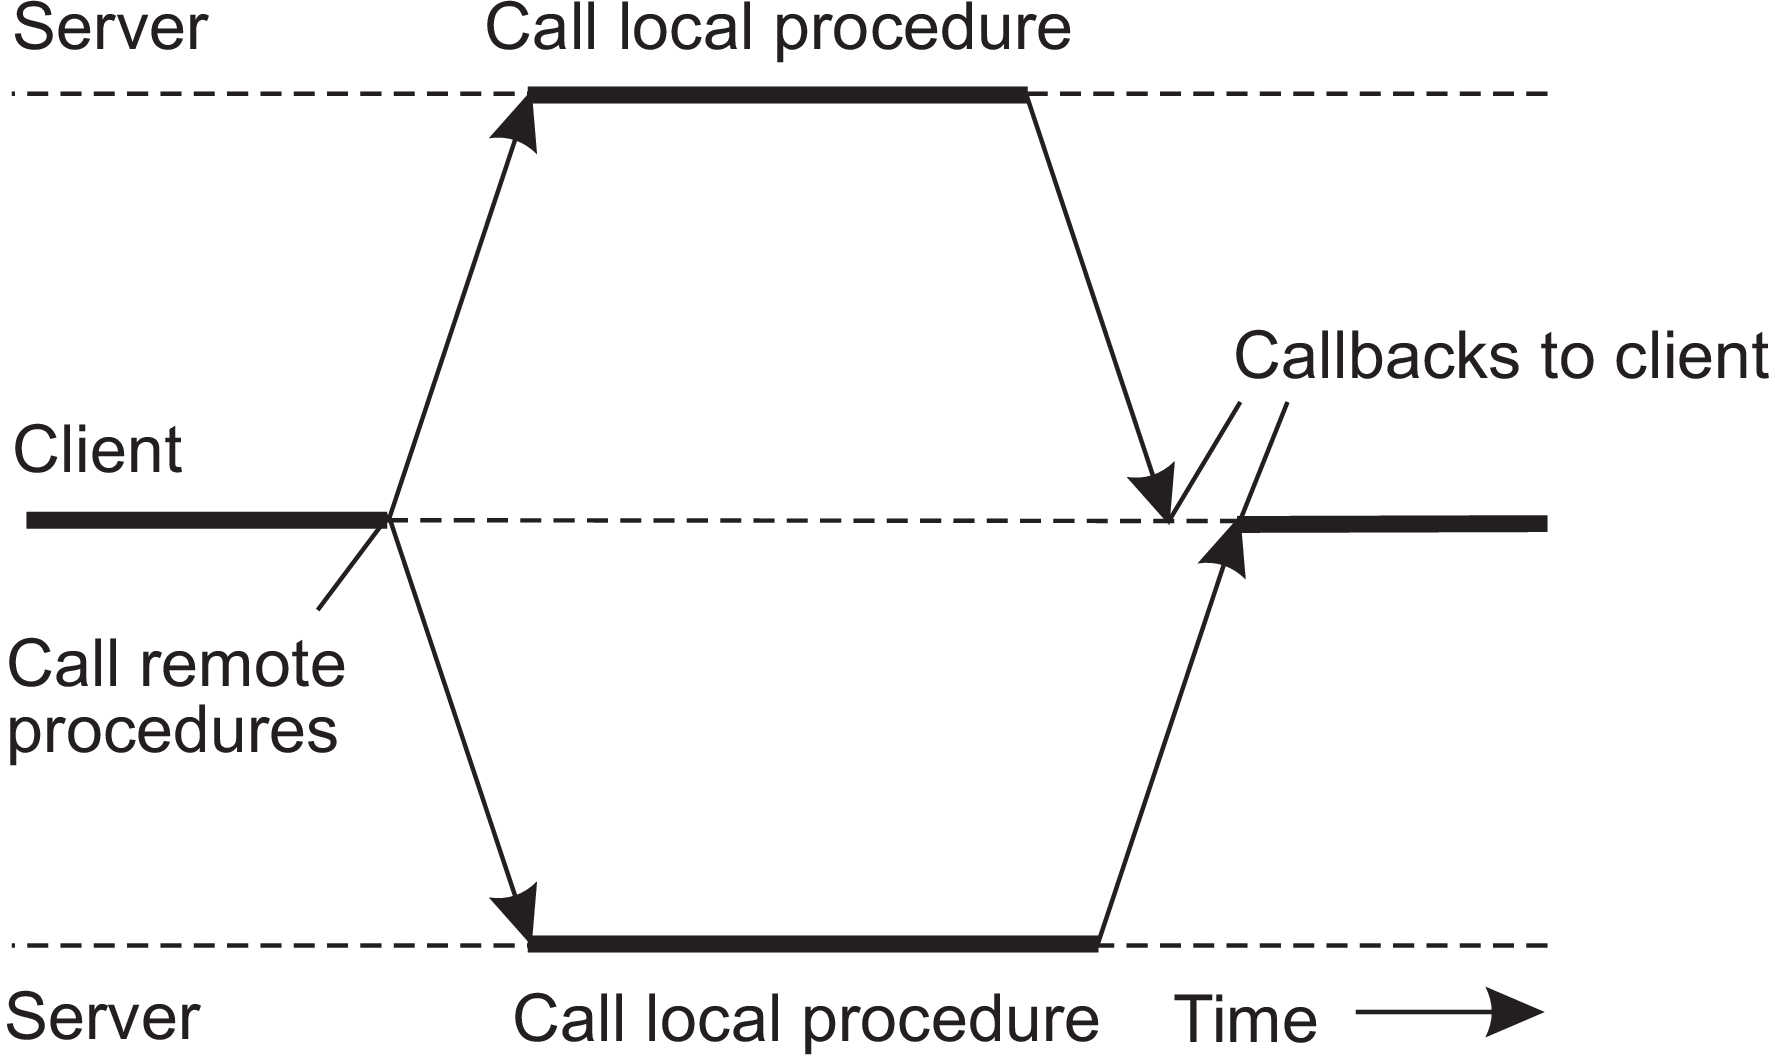 Server
Call local procedure
Callbacks to client
Client
Call remote
procedures
Server
Call local procedure
Time